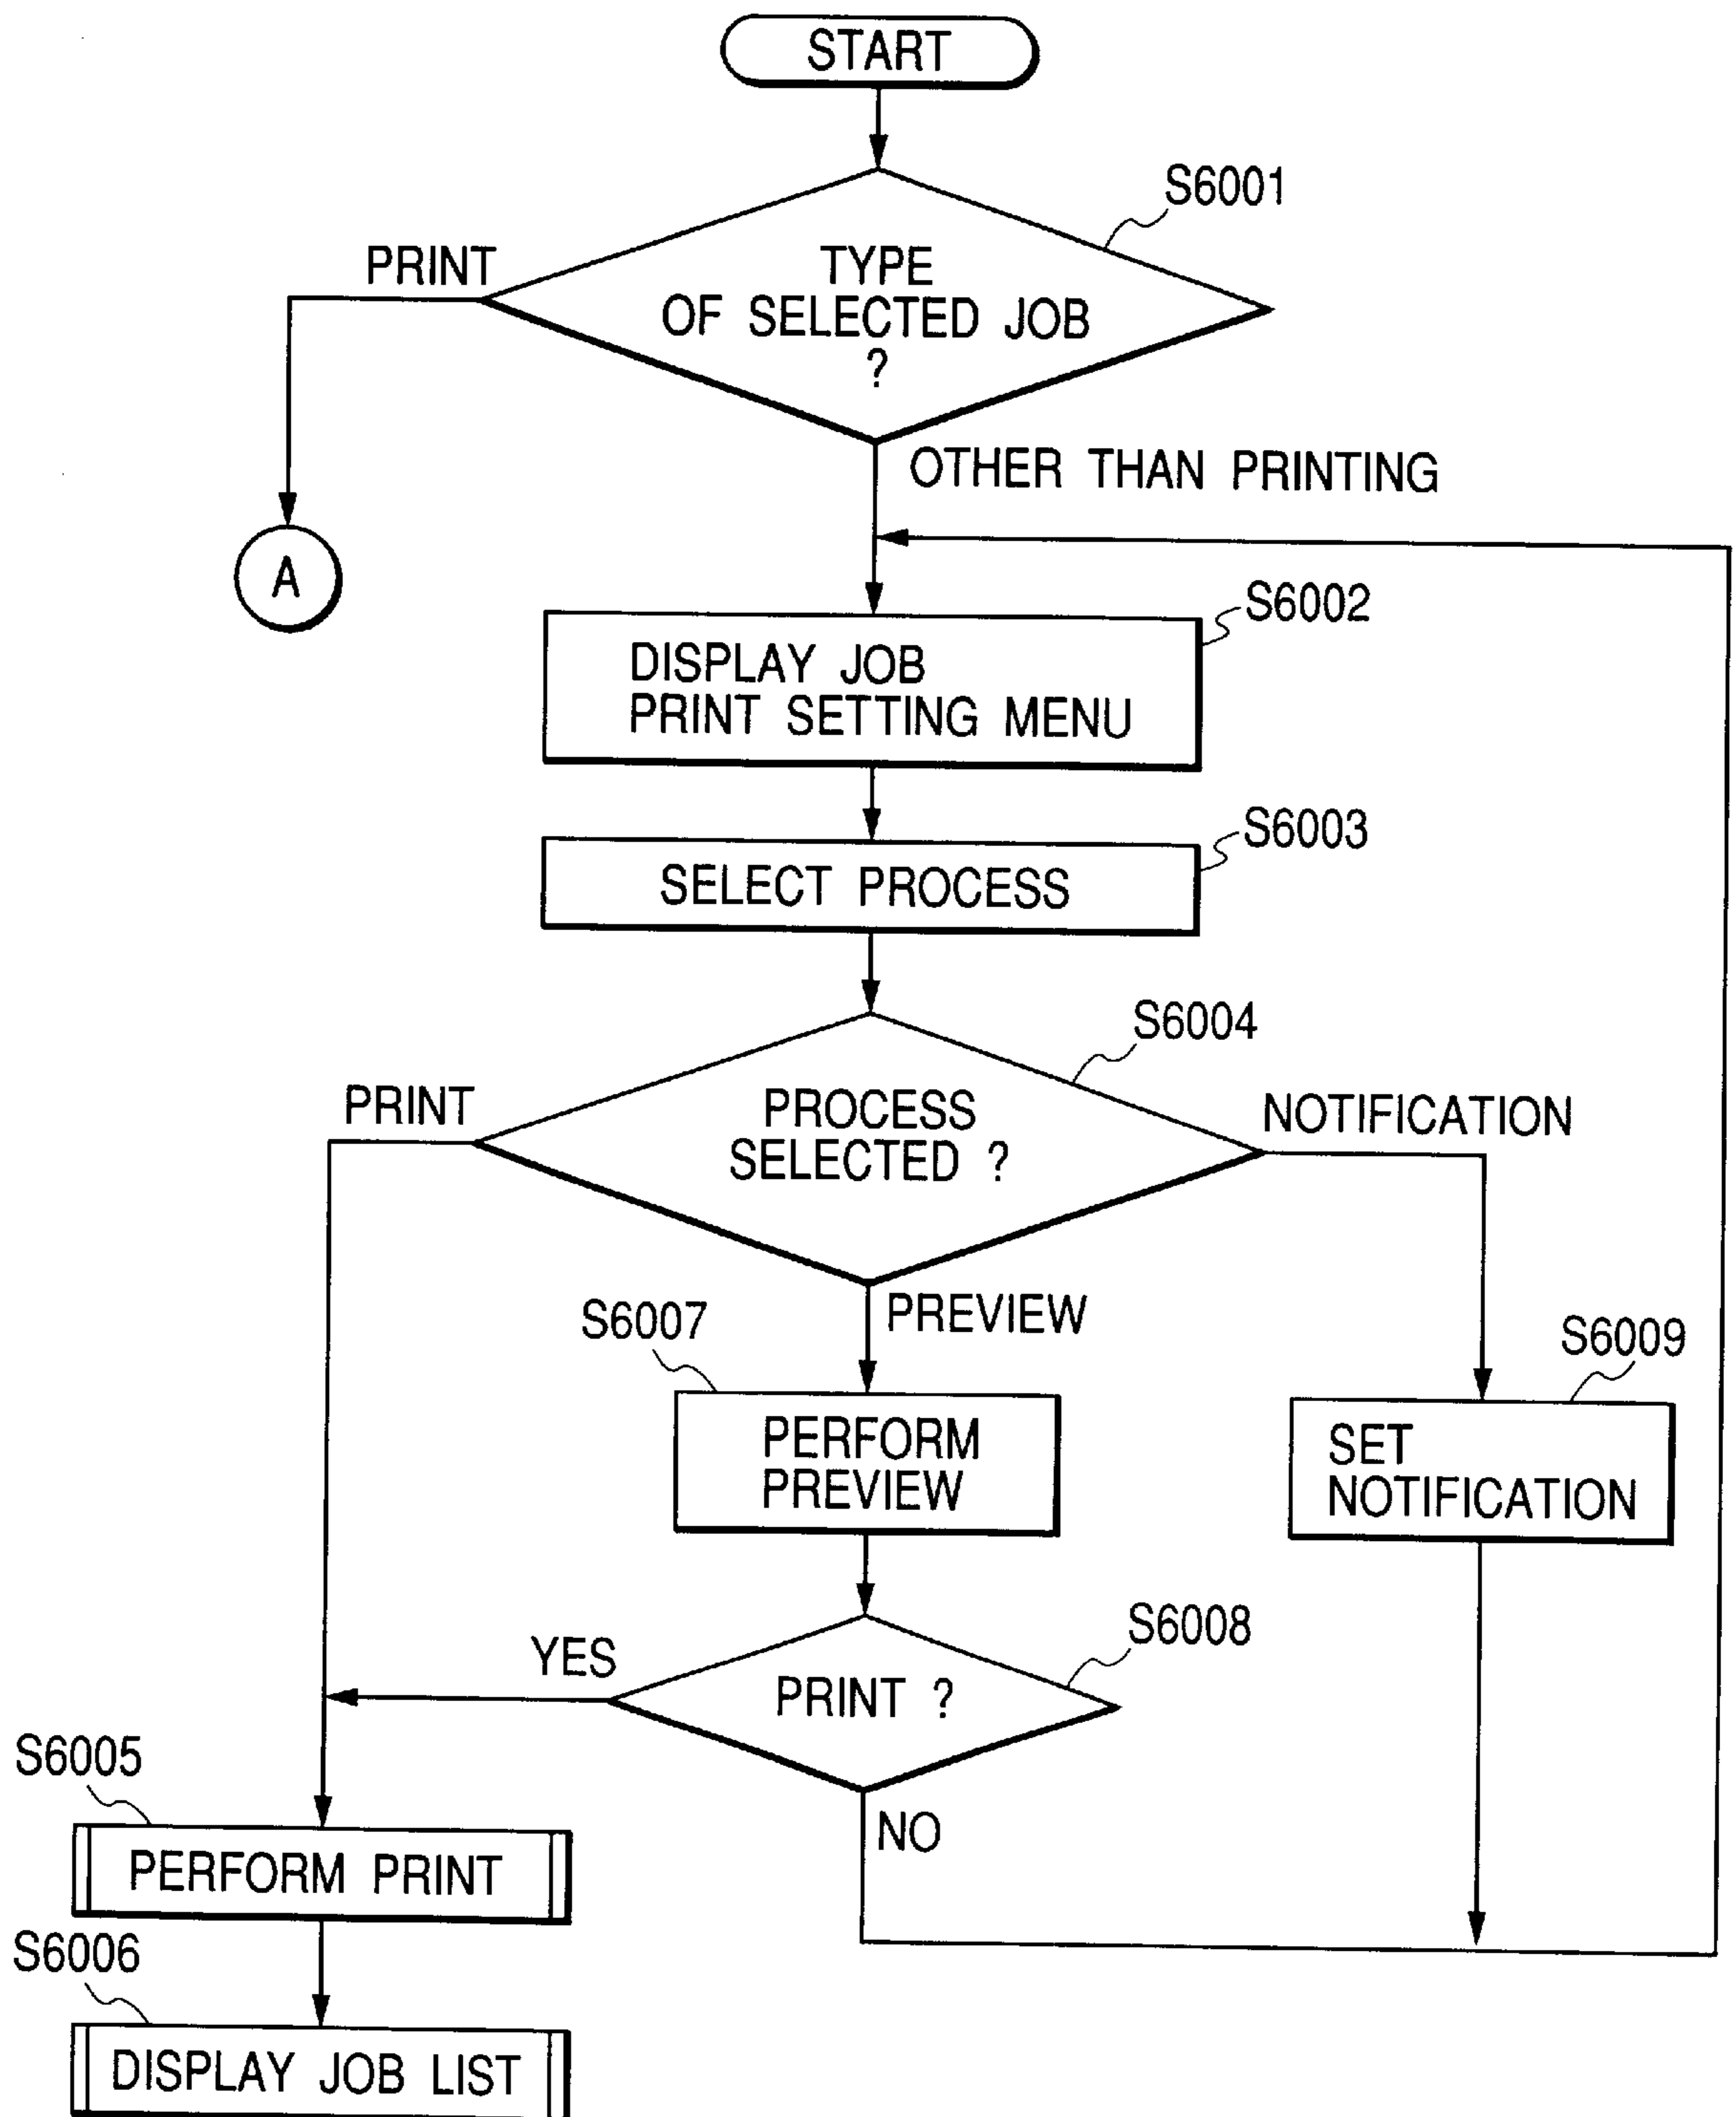 START
S6001
PRINT
TYPE
OF SELECTED JOB
?
OTHER THAN PRINTING
A
S6002
DISPLAY JOB
PRINT SETTING MENU
S6003
SELECT PROCESS
S6004
PRINT
PROCESS
SELECTED ?
NOTIFICATION
PREVIEW
S6007
S6009
PERFORM
PREVIEW
SET
NOTIFICATION
S6008
YES
PRINT ?
S6005
NO
PERFORM PRINT
S6006
DISPLAY JOB LIST